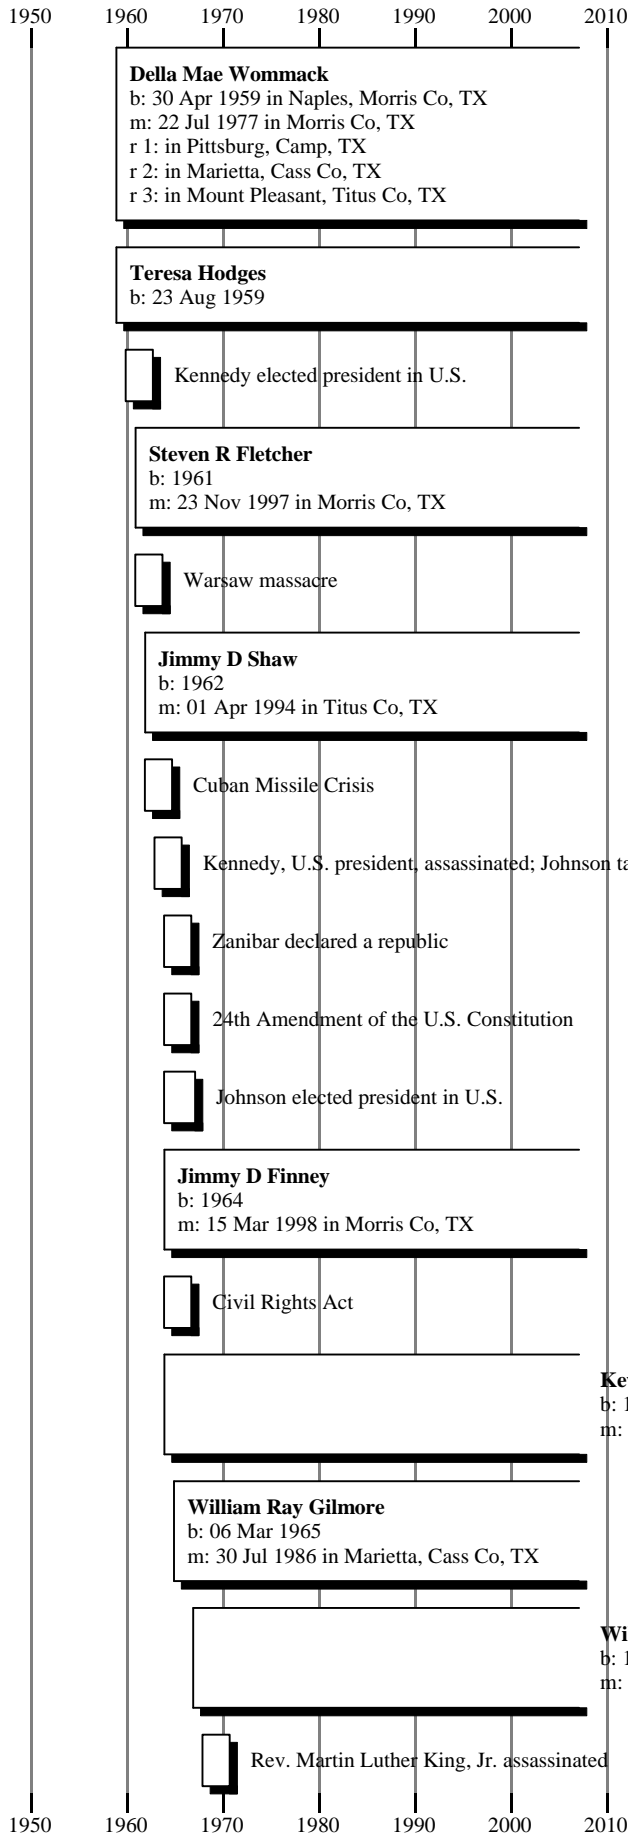 1950 1960 1970 1980 1990 2000 2010
Della Mae Wommack
b: 30 Apr 1959 in Naples, Morris Co, TX
m: 22 Jul 1977 in Morris Co, TX
r 1: in Pittsburg, Camp, TX
r 2: in Marietta, Cass Co, TX
r 3: in Mount Pleasant, Titus Co, TX
Teresa Hodges
b: 23 Aug 1959
Kennedy elected president in U.S.
Steven R Fletcher
b: 1961
m: 23 Nov 1997 in Morris Co, TX
Warsaw massacre
Jimmy D Shaw
b: 1962
m: 01 Apr 1994 in Titus Co, TX
Cuban Missile Crisis
Kennedy, U.S. president, assassinated; Johnson
Zanibar declared a republic
24th Amendment of the U.S. Constitution
Johnson elected president in U.S.
Jimmy D Finney
b: 1964
m: 15 Mar 1998 in Morris Co, TX
Civil Rights Act
b:
m:
William Ray Gilmore
b: 06 Mar 1965
m: 30 Jul 1986 in Marietta, Cass Co, TX
b:
m:
Rev. Martin Luther King, Jr. assassinated
1950 1960 1970 1980 1990 2000 2010